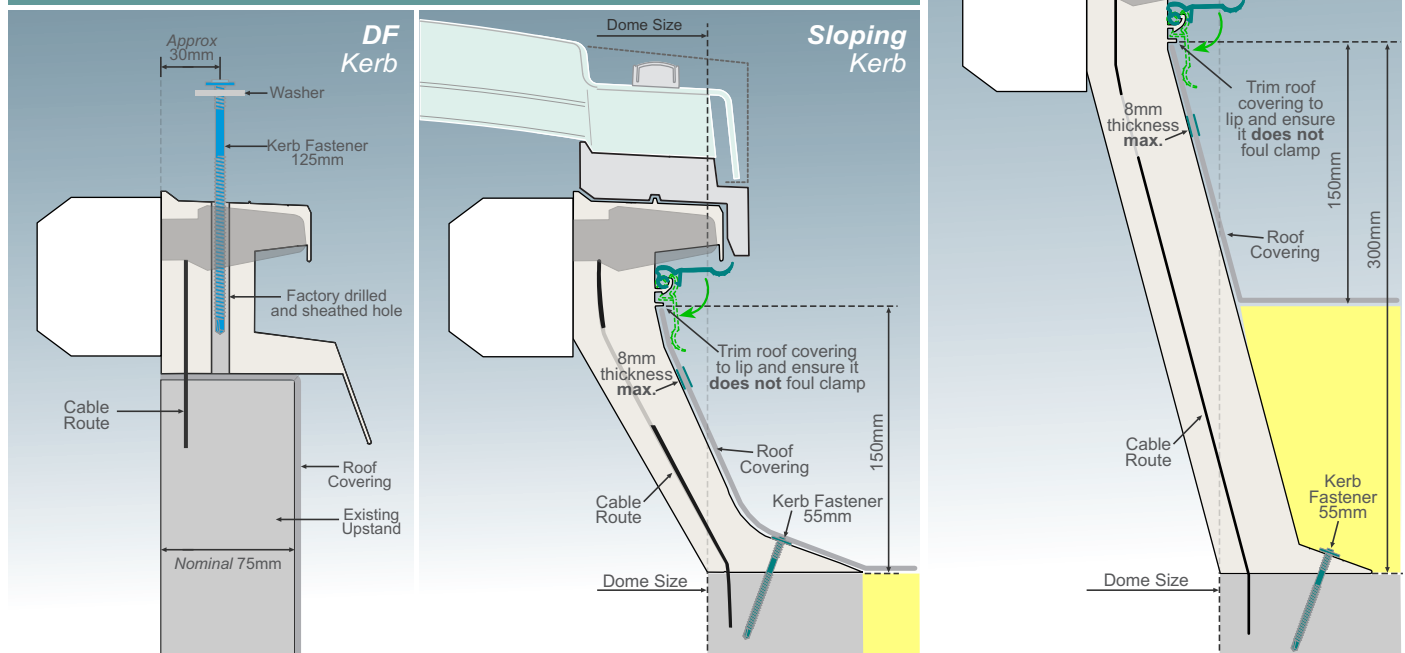 DF
Kerb
Approx
30mm
Washer
Kerb Fastener
125mm
Factory drilled
and sheathed hole
Cable
Route
Roof
Covering
Existing
Upstand
Nominal 75mm
Dome Size
Sloping
Kerb
8mm
thickness
max.
Trim roof covering
to lip and ensure it
does not foul clamp
150mm
Roof
Covering
Cable
Route
Kerb Fastener
55mm
Dome Size
8mm
thickness
max.
Trim roof
covering to
lip and ensure
it does not
foul clamp
150mm
300mm
Roof
Covering
Cable
Route
Kerb
Fastener
55mm
Dome Size